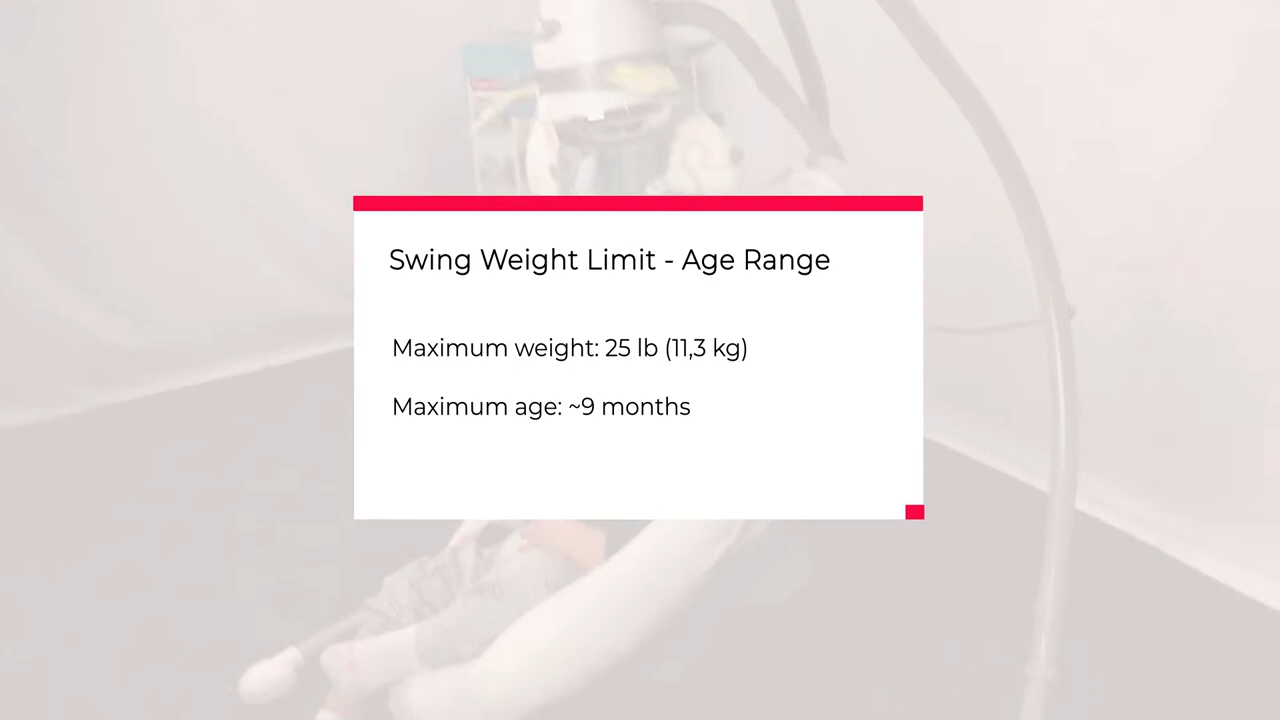 Swing Weight Limit - Age Range
Maximum weight: 25 lb (11,3 kg)
Maximum age: ~9 months